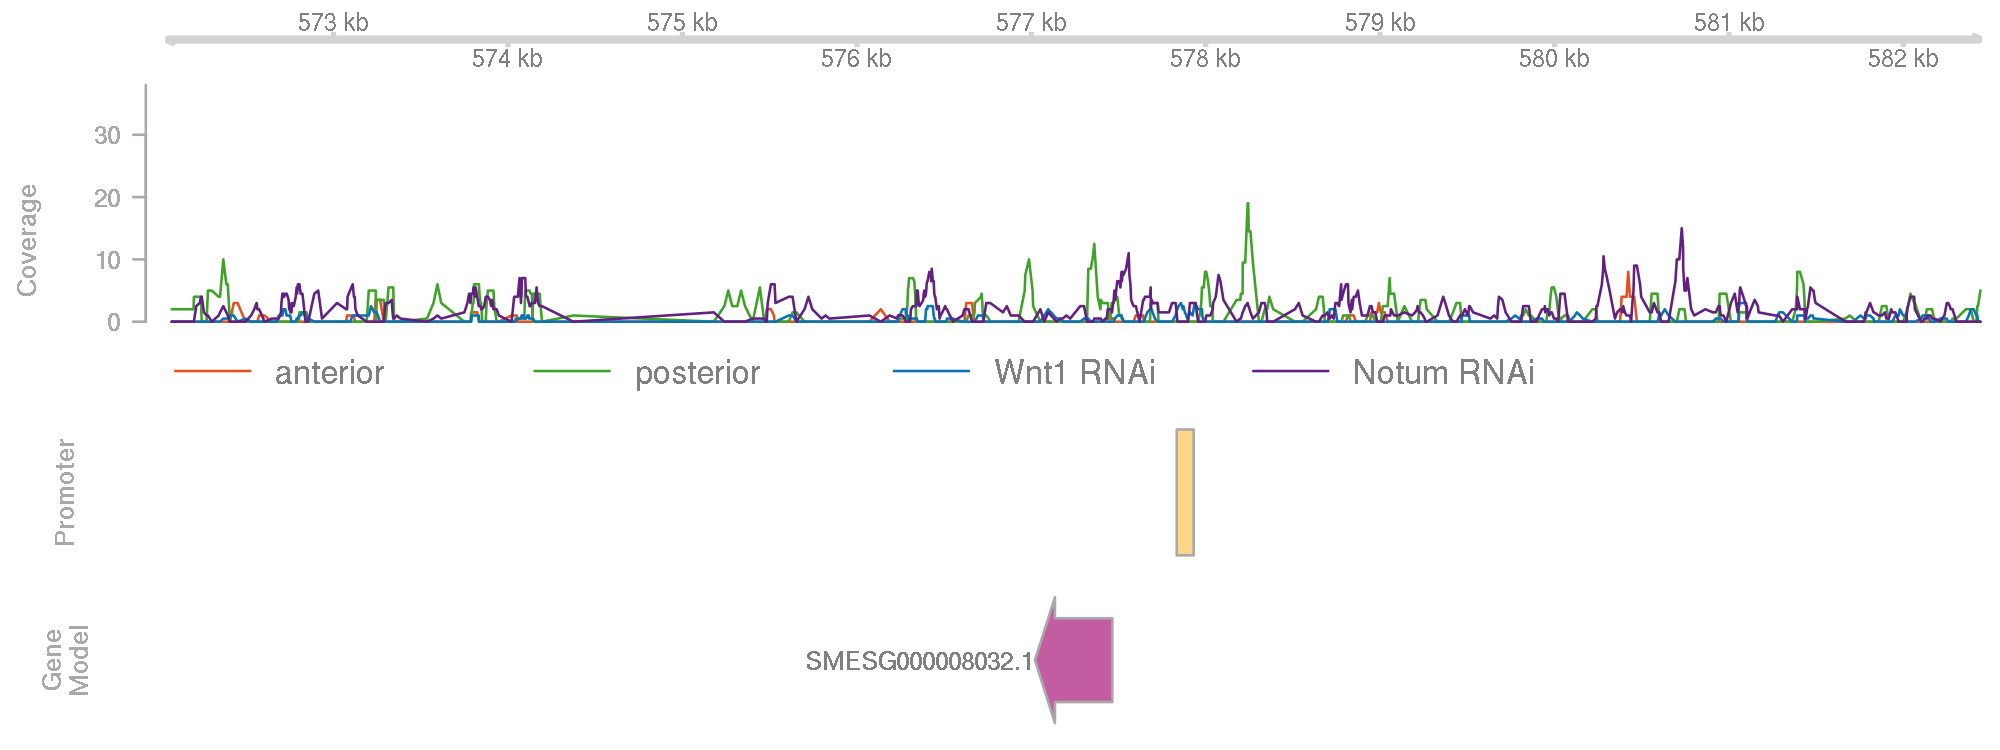 573 kb 575 kb 577 kb 579 kb 581 kb
574 kb 576 kb 578 kb 580 kb 582 kb
Coverage
30
20
10
0
anterior posterior Wnt1 RNAi Notum RNAi
Promoter
Gene
Model
SMESG000008032.1